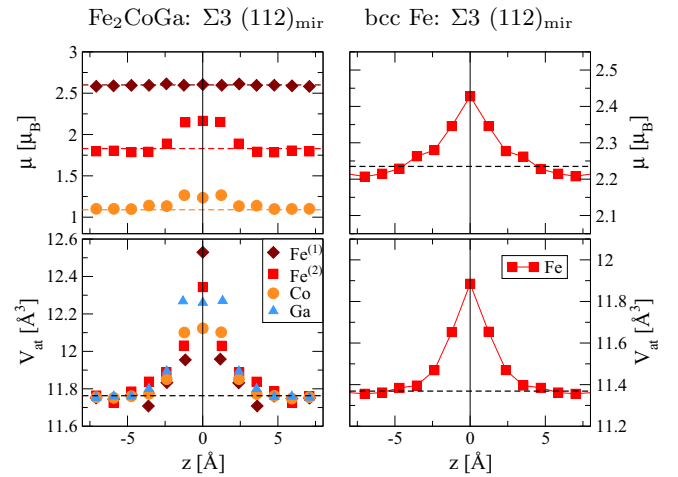 Fe₂CoGa: Σ3 (112)mir
bcc Fe: Σ3 (112)mir
3
2.5
2
1.5
1
μ [μB]
2.5
2.4
2.3
2.2
2.1
μ [μB]
12.6
12.4
12.2
12
11.8
11.6
Vat [Å³]
Fe⁽¹⁾
Fe⁽²⁾
Co
Ga
Fe
12
11.8
11.6
11.4
11.2
Vat [Å³]
-5 0 5
-5 0 5
z [Å]
z [Å]